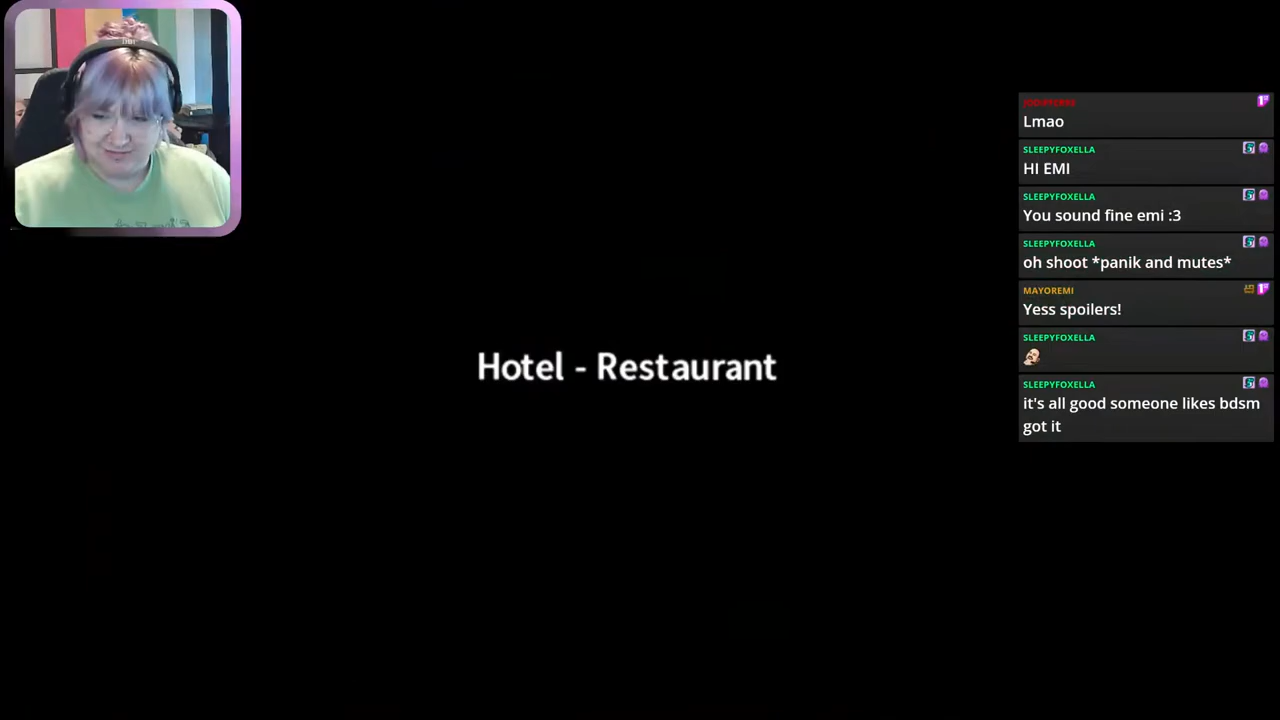 Hotel - Restaurant
Lmao
SLEEPYFOXELLA
HI EMI
SLEEPYFOXELLA
You sound fine emi :3
SLEEPYFOXELLA
oh shoot *panik and mutes*
MAYOREMI
Yess spoilers!
SLEEPYFOXELLA
SLEEPYFOXELLA
it's all good someone likes bdsm
got it